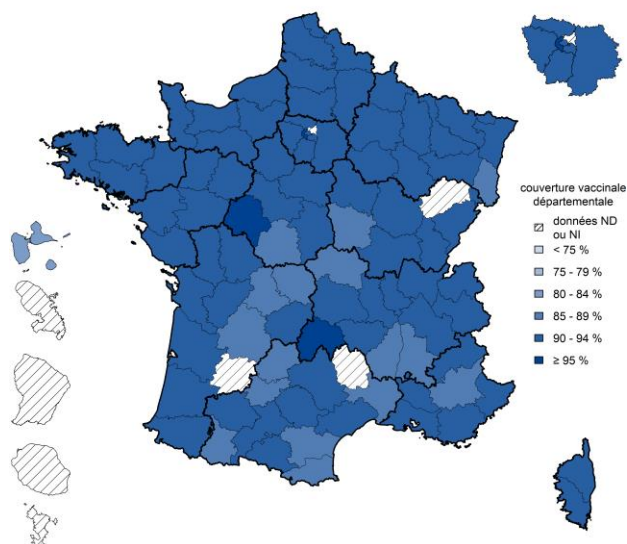 couverture vaccinale
départementale
données ND
ou NI
< 75 %
75 - 79 %
80 - 84 %
85 - 89 %
90 - 94 %
≥ 95 %